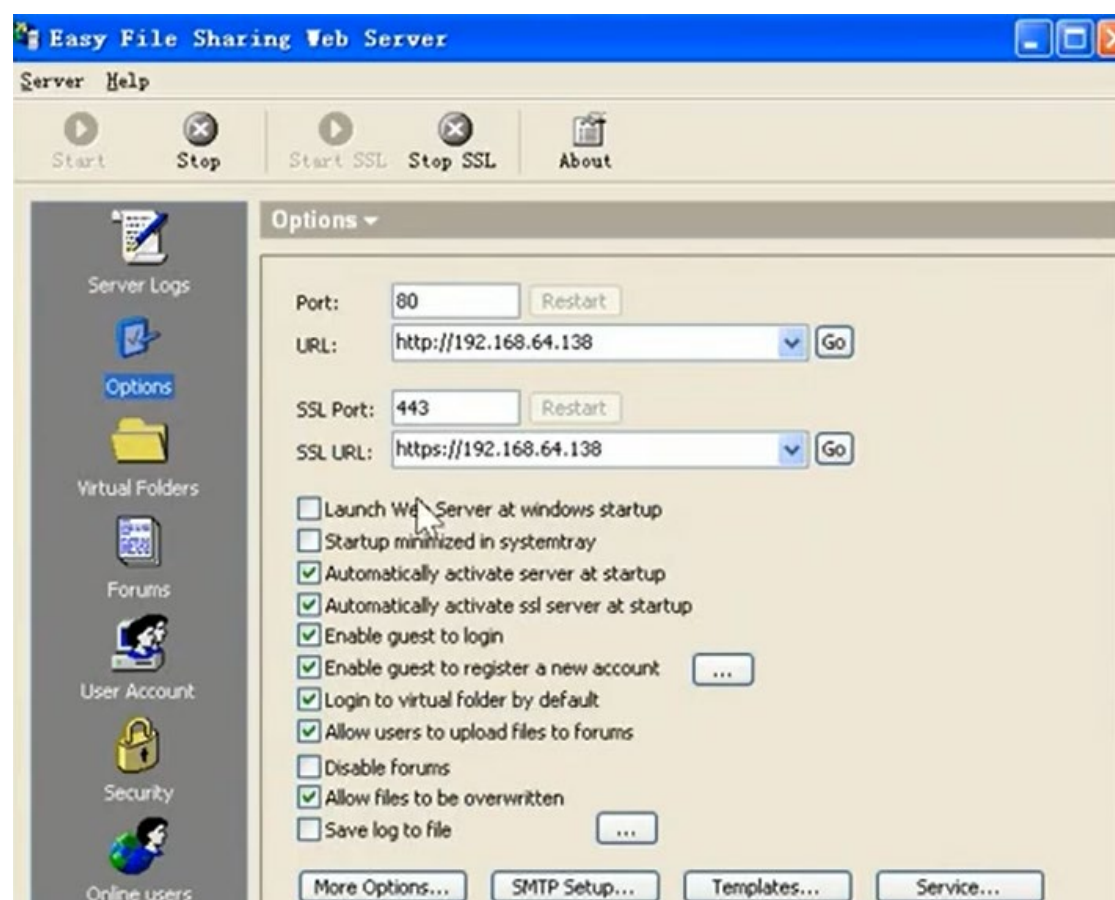 Easy File Sharing Web Server
Server Help
Start Stop Start SSL Stop SSL About
Options
Server Logs
Options
Virtual Folders
Forums
User Account
Security
Online users
Port: 80 Restart
URL: http://192.168.64.138 Go
SSL Port: 443 Restart
SSL URL: https://192.168.64.138 Go
Launch Web Server at windows startup
Startup minimized in systemtray
Automatically activate server at startup
Automatically activate ssl server at startup
Enable guest to login
Enable guest to register a new account ...
Login to virtual folder by default
Allow users to upload files to forums
Disable forums
Allow files to be overwritten
Save log to file ...
More Options... SMTP Setup... Templates... Service...